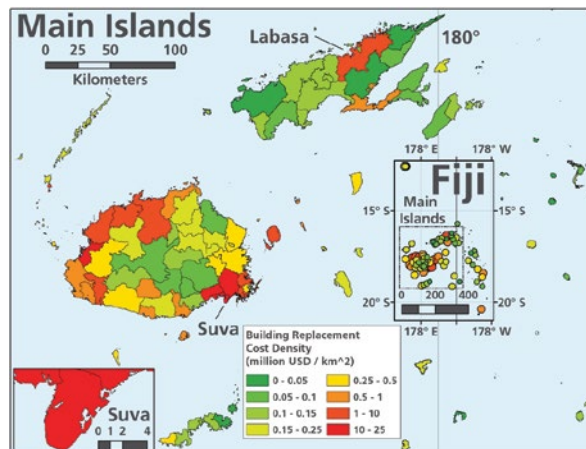 Main Islands
0 25 50 100
Kilometers
Labasa
180°
178° E 178° W
Fiji
15° S
Main
Islands
0 200 400
20° S
178° E 178° W
Suva
Building Replacement
Cost Density
(million USD / km^2)
0 - 0.05 0.25 - 0.5
0.05 - 0.1 0.5 - 1
0.1 - 0.15 1 - 10
0.15 - 0.25 10 - 25
Suva
0 1 2 4